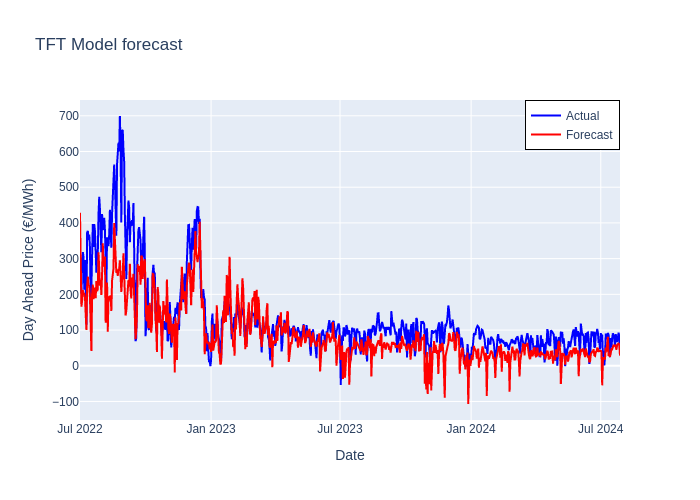 TFT Model forecast
Actual
Forecast
Day Ahead Price (€/MWh)
700
600
500
400
300
200
100
0
−100
Jul 2022
Jan 2023
Jul 2023
Jan 2024
Jul 2024
Date